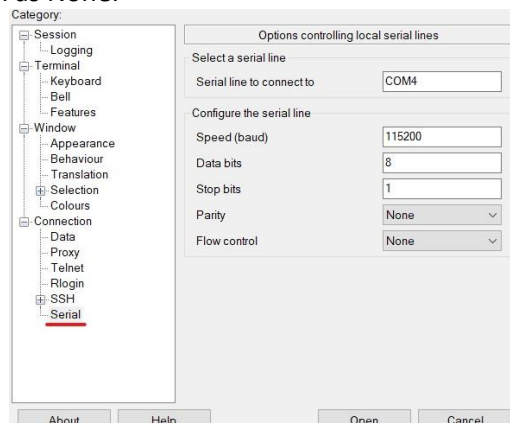 as None.
Category:
Session
Logging
Terminal
Keyboard
Bell
Features
Window
Appearance
Behaviour
Translation
Selection
Colours
Connection
Data
Proxy
Telnet
Rlogin
SSH
Serial
Options controlling local serial lines
Select a serial line
Serial line to connect to COM4
Configure the serial line
Speed (baud) 115200
Data bits 8
Stop bits 1
Parity None
Flow control None
About Help Open Cancel